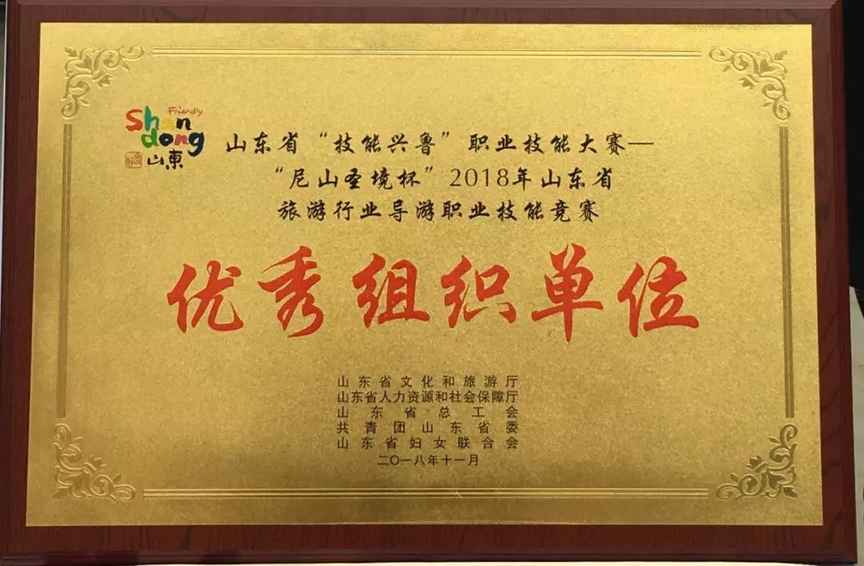 Friendly
Shandong
山東
山东省“技能兴鲁”职业技能大赛—
“尼山圣境杯”2018年山东省
旅游行业导游职业技能竞赛
优秀组织单位
山东省文化和旅游厅
山东省人力资源和社会保障厅
山东省总工会
共青团山东省委
山东省妇女联合会
二〇一八年十一月